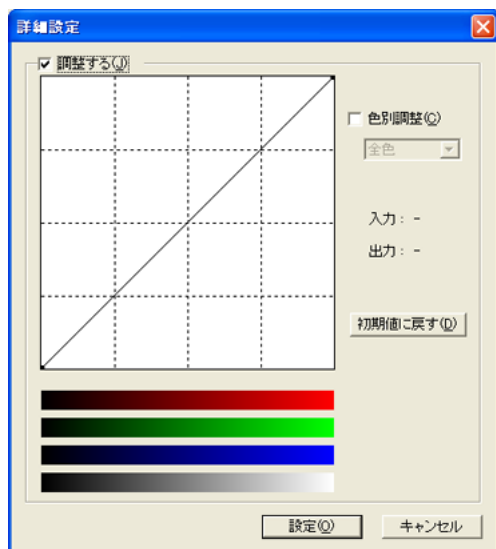 詳細設定
調整する(J)
色別調整(C)
全色
入力: -
出力: -
初期値に戻す(D)
設定(O)
キャンセル